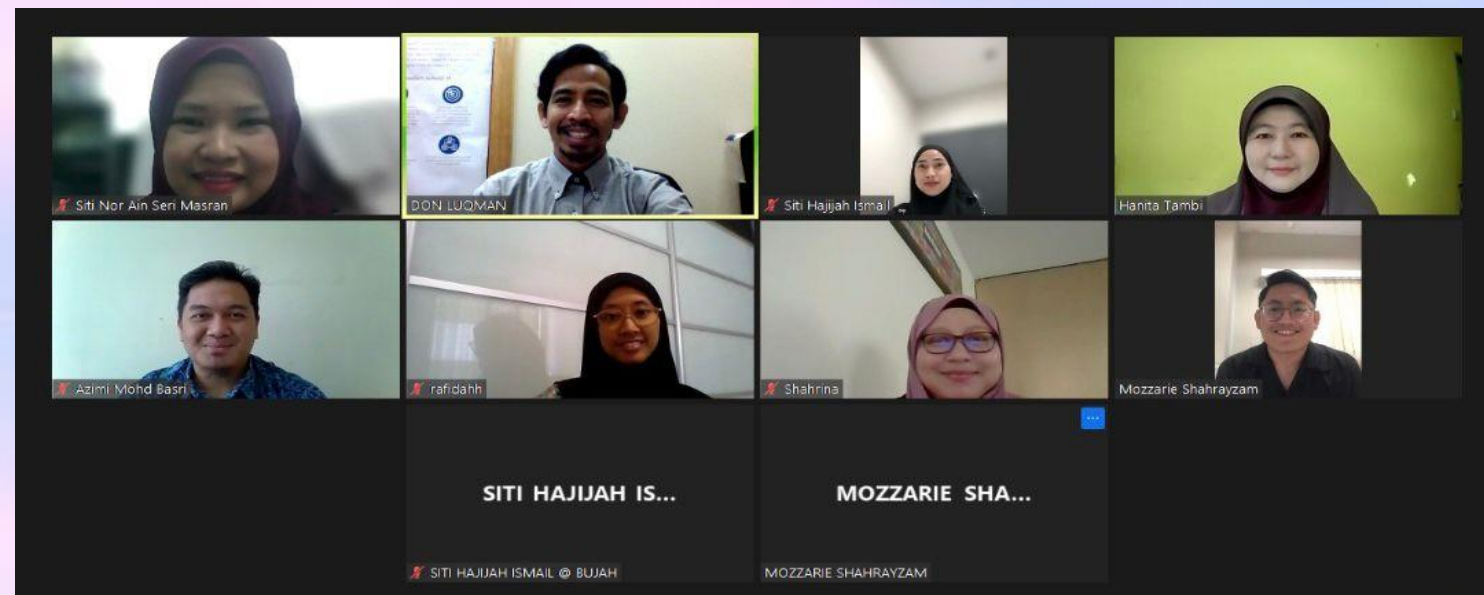 Siti Nor Ain Seri Masran
DON LUQMAN
Siti Hajijah Ismail
Hanita Tambi
Azimi Mohd Basri
rafidahh
Shahrina
Mozzarie Shahrayzam
SITI HAJIJAH IS...
MOZZARIE SHA...
SITI HAJIJAH ISMAIL @ BUJAH
MOZZARIE SHAHRAYZAM